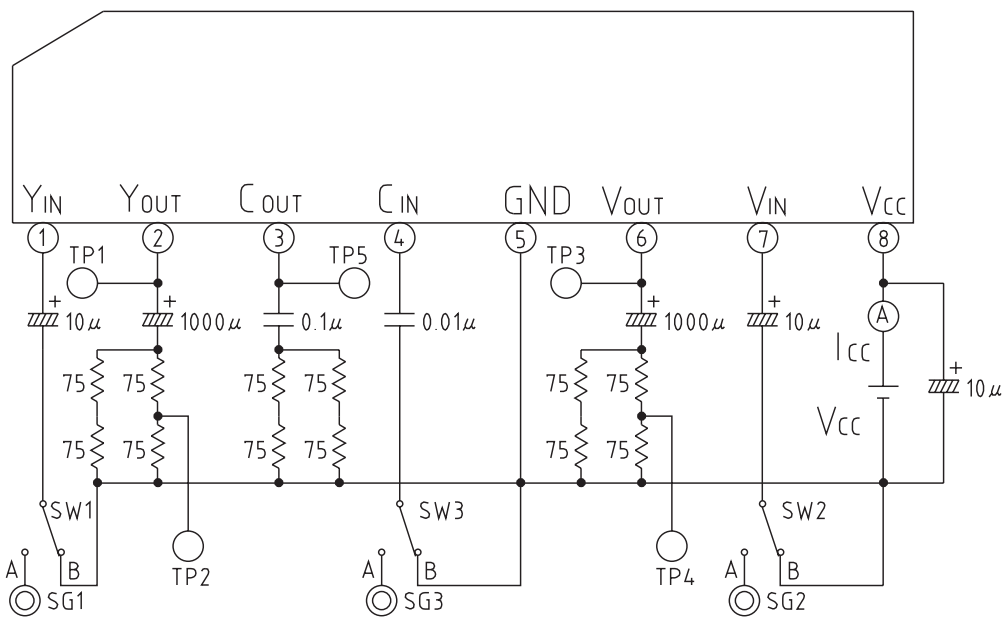 YIN YOUT COUT CIN GND VOUT VIN VCC
1 2 3 4 5 6 7 8
TP1 TP5 TP3
+ + + +
A
10μ 1000μ 0.1μ 0.01μ 1000μ 10μ
ICC
75 75 75 75 75 75
+
10μ
VCC
75 75 75 75 75 75
SW1 SW3 SW2
A B TP2 A B TP4 A B
SG1 SG3 SG2